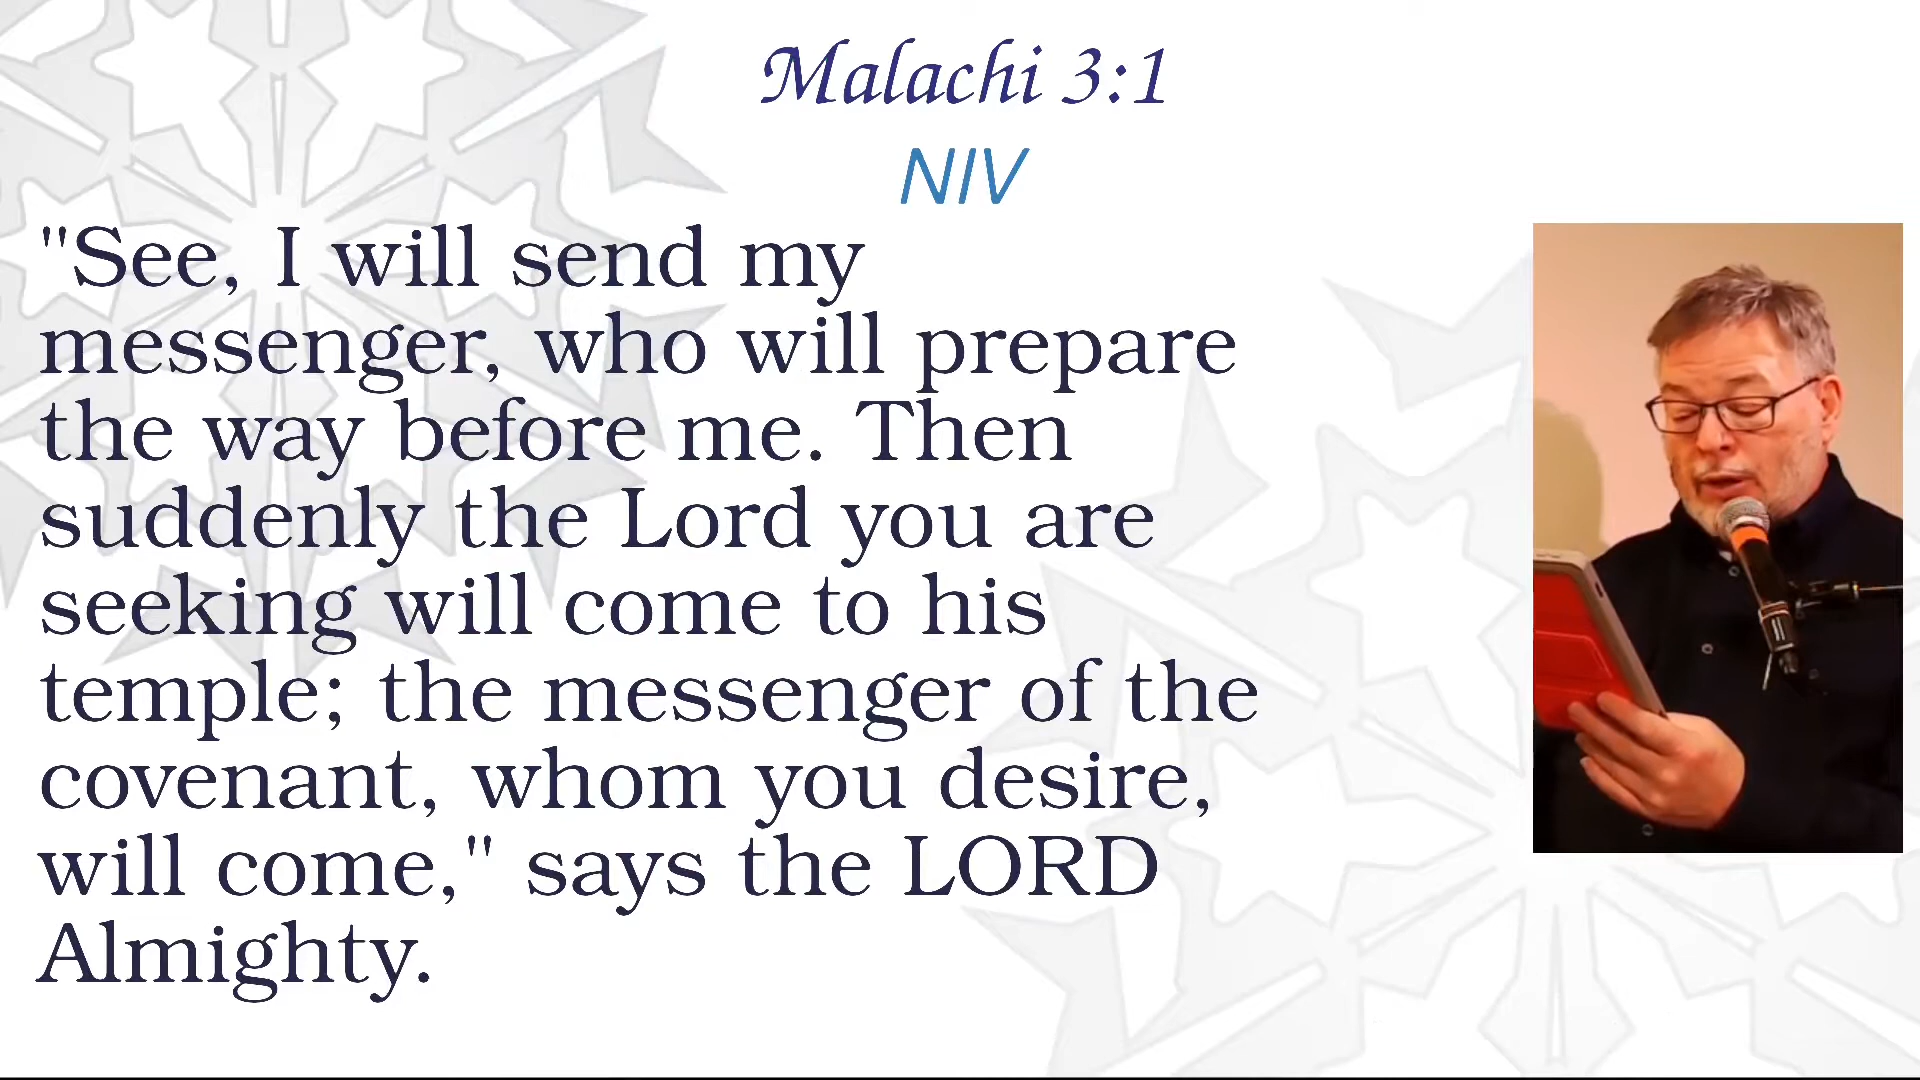 Malachi 3:1
NIV
"See, I will send my
messenger, who will prepare
the way before me. Then
suddenly the Lord you are
seeking will come to his
temple; the messenger of the
covenant, whom you desire,
will come," says the LORD
Almighty.